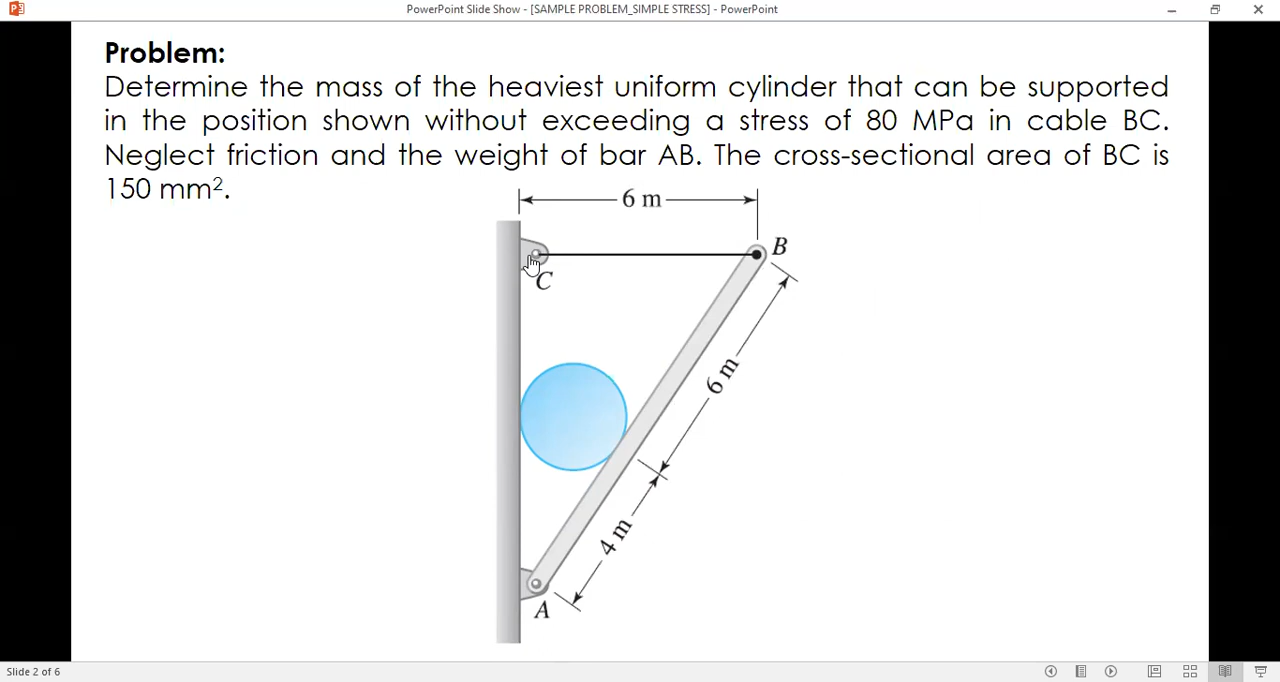 PowerPoint Slide Show - [SAMPLE PROBLEM_SIMPLE STRESS] - PowerPoint
Problem:
Determine the mass of the heaviest uniform cylinder that can be supported
in the position shown without exceeding a stress of 80 MPa in cable BC.
Neglect friction and the weight of bar AB. The cross-sectional area of BC is
150 mm².
6 m
B
C
6 m
4 m
A
Slide 2 of 6